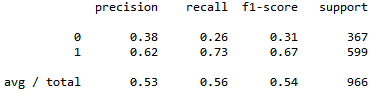 precision recall f1-score support
0 0.38 0.26 0.31 367
1 0.62 0.73 0.67 599
avg / total 0.53 0.56 0.54 966